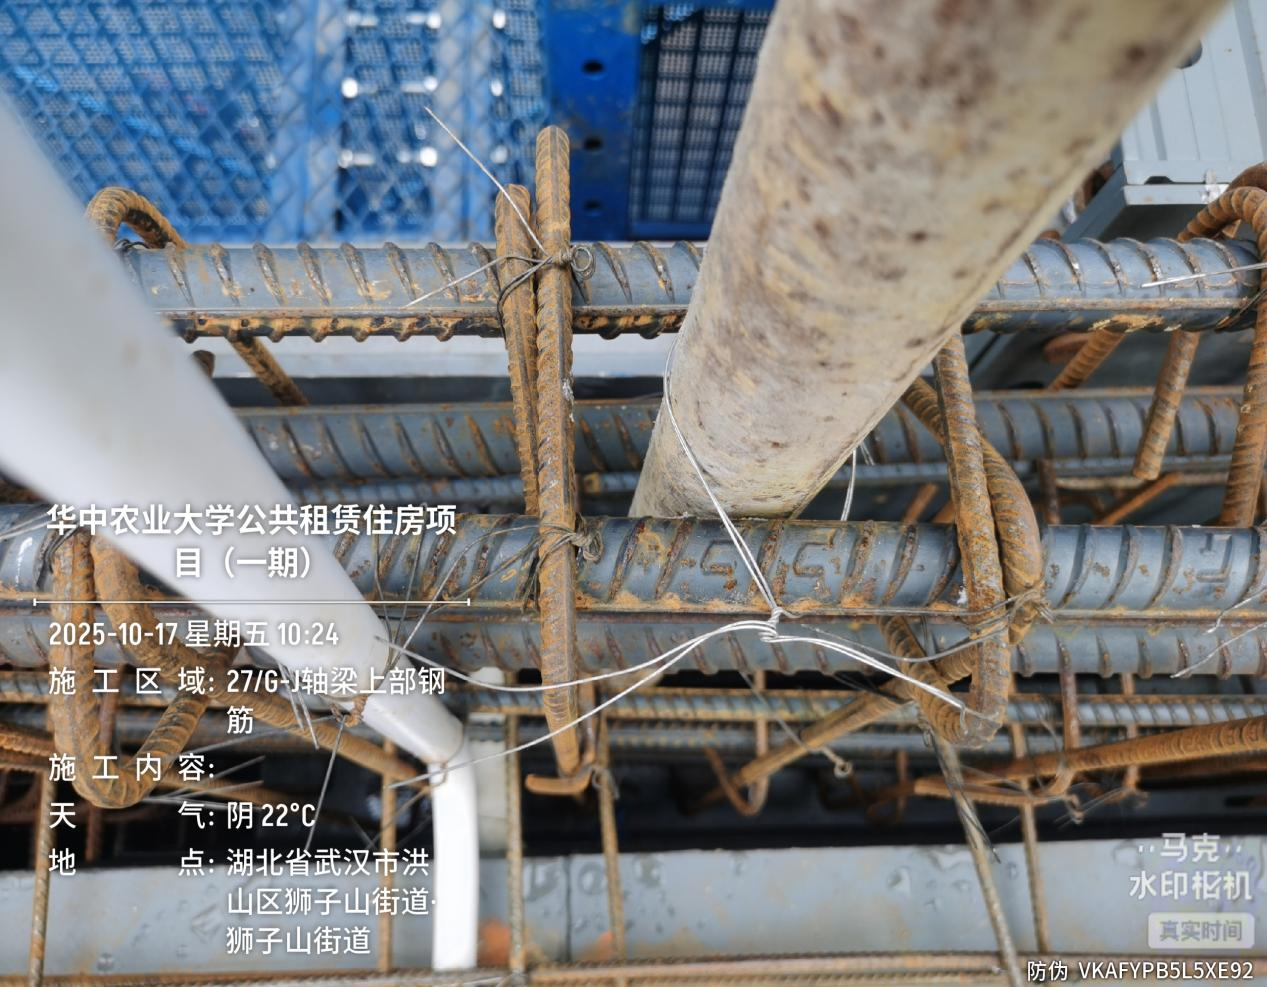 华中农业大学公共租赁住房项
目（一期）
2025-10-17 星期五 10:24
施工区域：27/G-J轴梁上部钢
筋
施工内容：
天气：阴 22°C
地点：湖北省武汉市洪
山区狮子山街道·
狮子山街道
马克
水印相机
真实时间
防伪 VKAFYPB5L5XE92